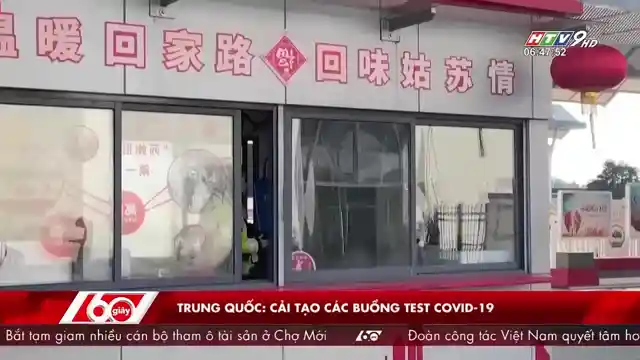 温暖回家路 回味姑苏情
HTV9 HD
06:47:52
60 giây
TRUNG QUỐC: CẢI TẠO CÁC BUỒNG TEST COVID-19
Bắt tạm giam nhiều cán bộ tham ô tài sản ở Chợ Mới Đoàn công tác Việt Nam quyết tâm ho